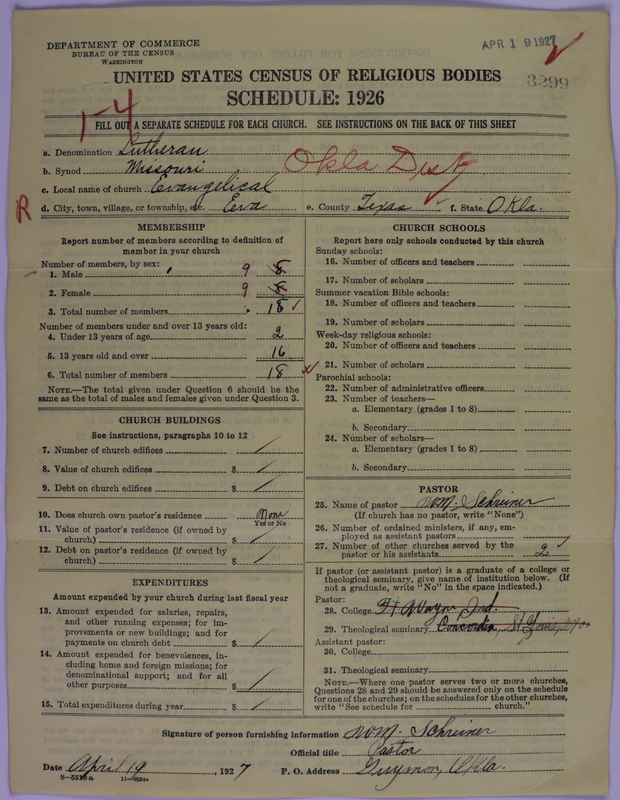 DEPARTMENT OF COMMERCE
BUREAU OF THE CENSUS
WASHINGTON
APR 19 1927
UNITED STATES CENSUS OF RELIGIOUS BODIES
3299
SCHEDULE: 1926
1-4
FILL OUT A SEPARATE SCHEDULE FOR EACH CHURCH. SEE INSTRUCTIONS ON THE BACK OF THIS SHEET
a. Denomination Lutheran
b. Synod Missouri
Okla Dist
c. Local name of church Evangelical
R
d. City, town, village, or township, etc. Eva e. County Texas f. State Okla.
MEMBERSHIP
Report number of members according to definition of
member in your church
Number of members, by sex:
1. Male 9 8
2. Female 9 8
3. Total number of members 18
Number of members under and over 13 years old:
4. Under 13 years of age 2
5. 13 years old and over 16
6. Total number of members 18
NOTE.—The total given under Question 6 should be the
same as the total of males and females given under Question 3.
CHURCH BUILDINGS
See instructions, paragraphs 10 to 12
7. Number of church edifices /
8. Value of church edifices $ /
9. Debt on church edifices $ /
10. Does church own pastor's residence None
Yes or No
11. Value of pastor's residence (if owned by
church) $ /
12. Debt on pastor's residence (if owned by
church) $ /
EXPENDITURES
Amount expended by your church during last fiscal year
13. Amount expended for salaries, repairs,
and other running expenses; for im-
provements or new buildings; and for
payments on church debt $ /
14. Amount expended for benevolences, in-
cluding home and foreign missions; for
denominational support; and for all
other purposes $ /
15. Total expenditures during year $ /
CHURCH SCHOOLS
Report here only schools conducted by this church
Sunday schools:
16. Number of officers and teachers
17. Number of scholars
Summer vacation Bible schools:
18. Number of officers and teachers
19. Number of scholars
Week-day religious schools:
20. Number of officers and teachers
21. Number of scholars
Parochial schools:
22. Number of administrative officers
23. Number of teachers—
a. Elementary (grades 1 to 8)
b. Secondary
24. Number of scholars—
a. Elementary (grades 1 to 8)
b. Secondary
PASTOR
25. Name of pastor WM. Schreiner
(If church has no pastor, write "None")
26. Number of ordained ministers, if any, em-
ployed as assistant pastors
27. Number of other churches served by the
pastor or his assistants 2
If pastor (or assistant pastor) is a graduate of a college or
theological seminary, give name of institution below. (If
not a graduate, write "No" in the space indicated.)
Pastor:
28. College Ft Wayne, Ind.
29. Theological seminary Concordia, St Louis, Mo
Assistant pastor:
30. College
31. Theological seminary
NOTE.—Where one pastor serves two or more churches,
Questions 28 and 29 should be answered only on the schedule
for one of the churches; on the schedules for the other churches,
write "See schedule for church."
Signature of person furnishing information WM. Schreiner
Official title Pastor
Date April 19, 1927 P. O. Address Guymon, Okla.